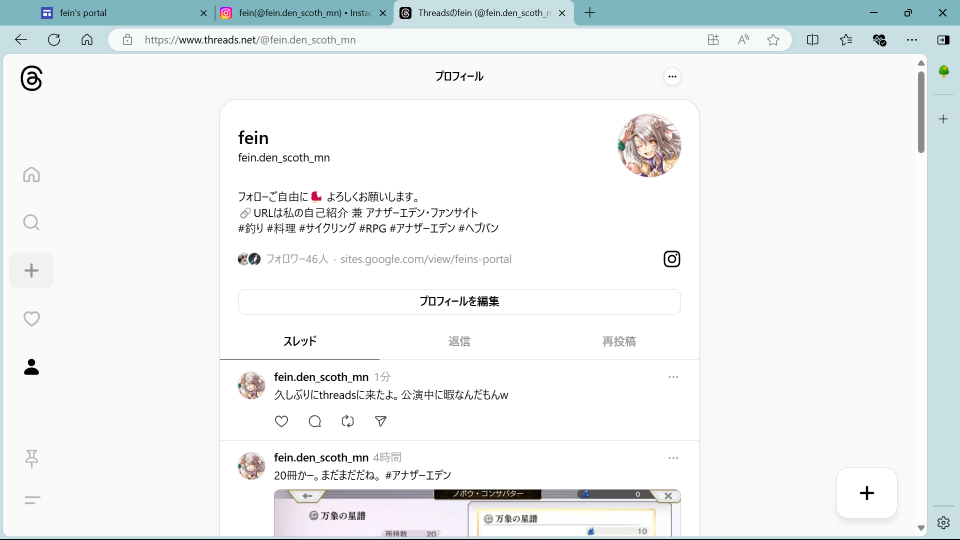 fein's portal
fein(@fein.den_scoth_mn) • Insta
Threadsのfein (@fein.den_scoth_n
https://www.threads.net/@fein.den_scoth_mn
プロフィール
fein
fein.den_scoth_mn
フォローご自由に よろしくお願いします。
URLは私の自己紹介 兼 アナザーエデン・ファンサイト
#釣り #料理 #サイクリング #RPG #アナザーエデン #ヘブバン
フォロワー46人 · sites.google.com/view/feins-portal
プロフィールを編集
スレッド
返信
再投稿
fein.den_scoth_mn 1分
久しぶりにthreadsに来たよ。公演中に暇なんだもんw
fein.den_scoth_mn 4時間
20冊かー。まだまだだね。 #アナザーエデン
ノポウ・コンサバター
0
万象の星譜
万象の星譜
所持数 20
10